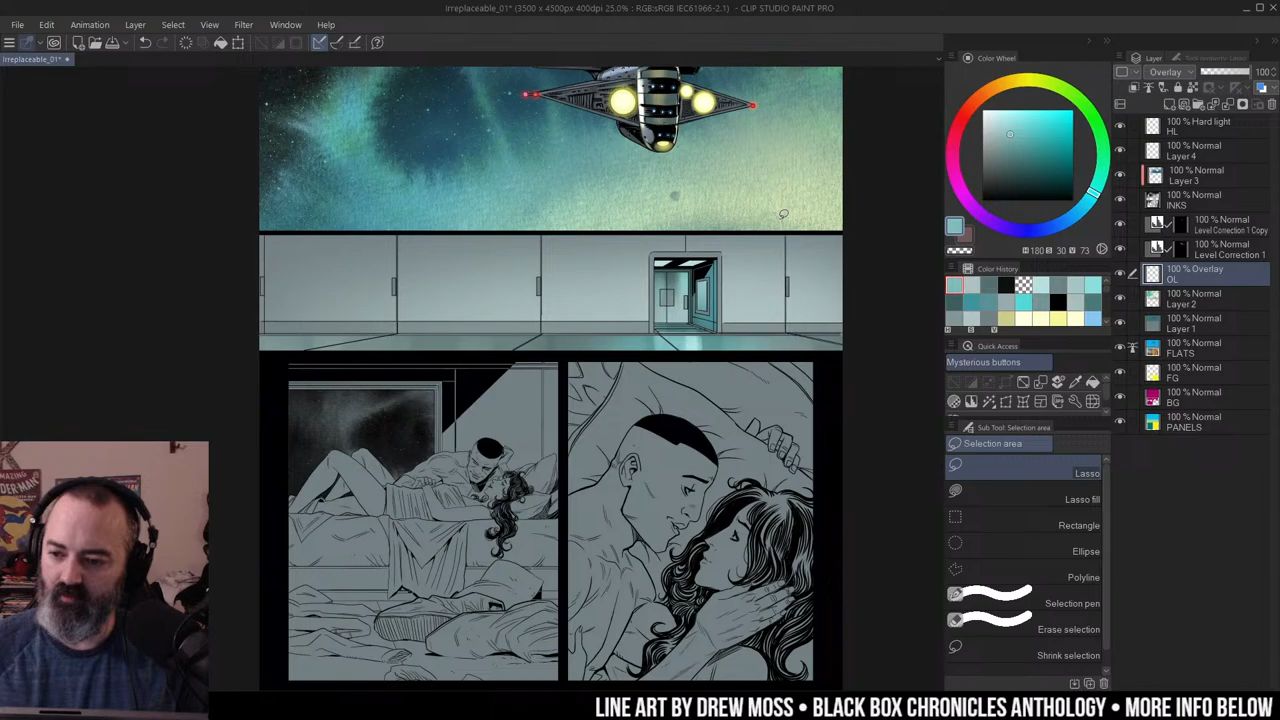 Irreplaceable_01* (3500 x 4500px 400dpi 25.0% : RGB:sRGB IEC61966-2.1) - CLIP STUDIO PAINT PRO
File Edit Animation Layer Select View Filter Window Help
Irreplaceable_01*
Color Wheel
H 180 S 30 V 73
Color History
H S V
Quick Access
Mysterious buttons
Sub Tool: Selection area
Selection area
Lasso
Lasso fill
Rectangle
Ellipse
Polyline
Selection pen
Erase selection
Shrink selection
Layer
Overlay 100
100 % Hard light
HL
100 % Normal
Layer 4
100 % Normal
Layer 3
100 % Normal
INKS
100 % Normal
Level Correction 1 Copy
100 % Normal
Level Correction 1
100 % Overlay
OL
100 % Normal
Layer 2
100 % Normal
Layer 1
100 % Normal
FLATS
100 % Normal
FG
100 % Normal
BG
100 % Normal
PANELS
AMAZING
SPIDER-MAN
LINE ART BY DREW MOSS • BLACK BOX CHRONICLES ANTHOLOGY • MORE INFO BELOW